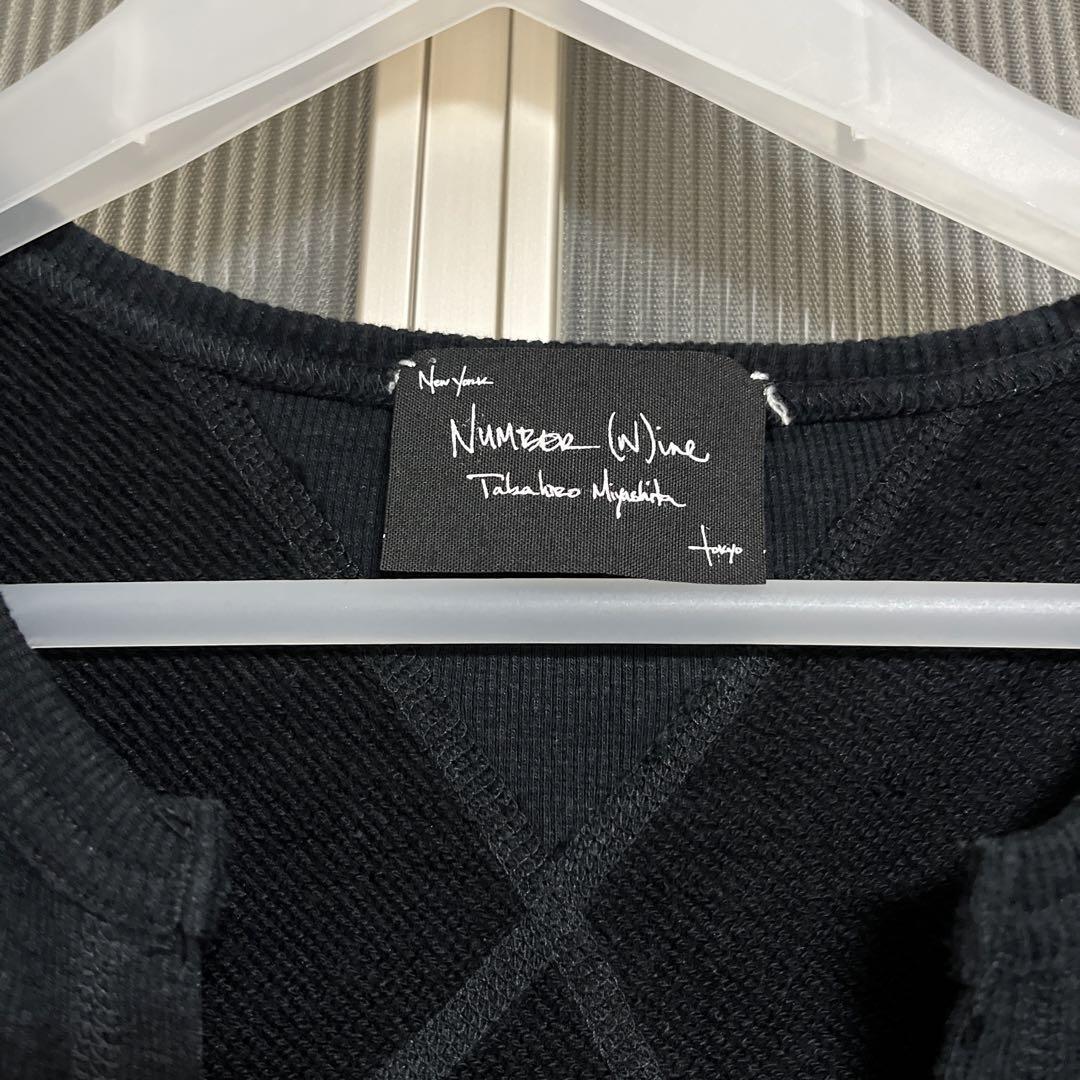 New York
NUMBER (N)ine
Takahiro Miyashita
tokyo